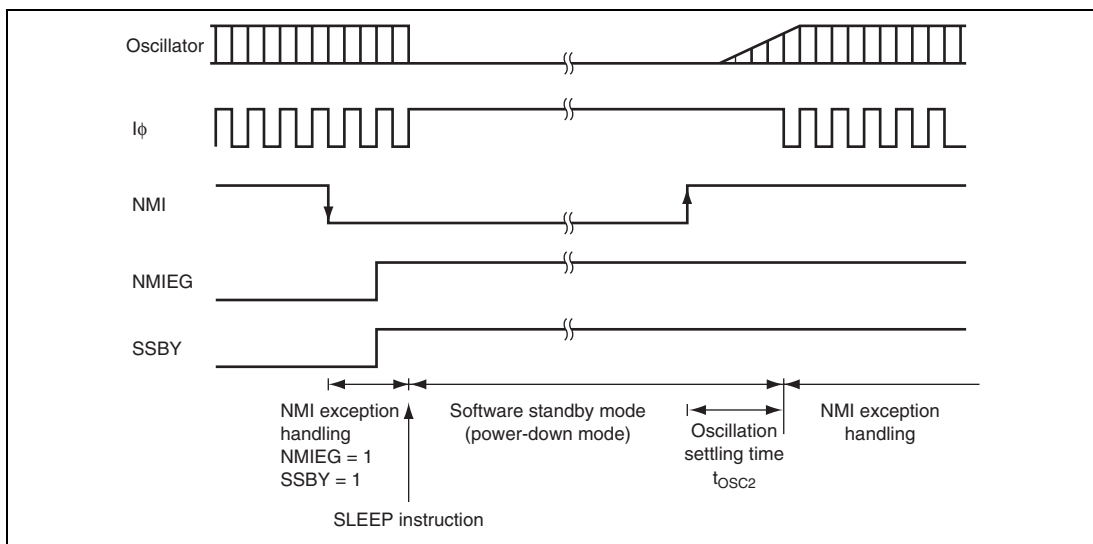 Oscillator
Iϕ
NMI
NMIEG
SSBY
NMI exception
handling
NMIEG = 1
SSBY = 1
Software standby mode
(power-down mode)
Oscillation
settling time
tOSC2
NMI exception
handling
SLEEP instruction